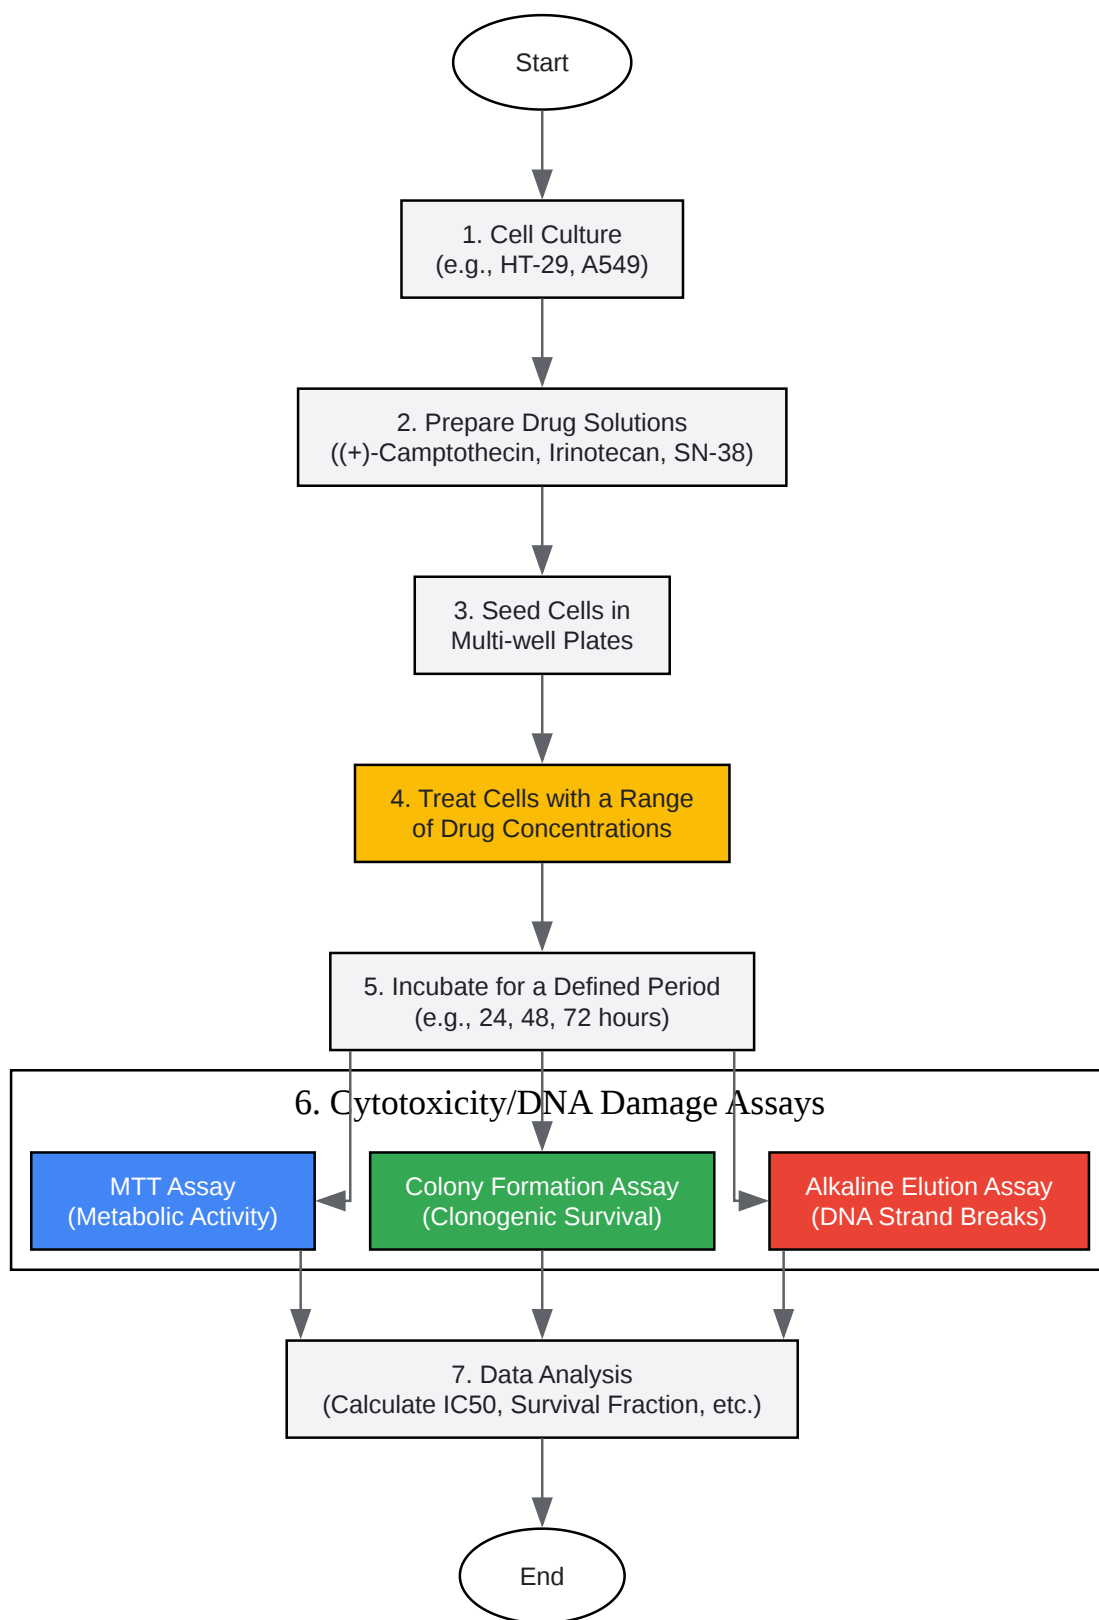 Start
1. Cell Culture
(e.g., HT-29, A549)
2. Prepare Drug Solutions
((+)-Camptothecin, Irinotecan, SN-38)
3. Seed Cells in
Multi-well Plates
4. Treat Cells with a Range
of Drug Concentrations
5. Incubate for a Defined Period
(e.g., 24, 48, 72 hours)
6. Cytotoxicity/DNA Damage Assays
MTT Assay
(Metabolic Activity)
Colony Formation Assay
(Clonogenic Survival)
Alkaline Elution Assay
(DNA Strand Breaks)
7. Data Analysis
(Calculate IC50, Survival Fraction, etc.)
End